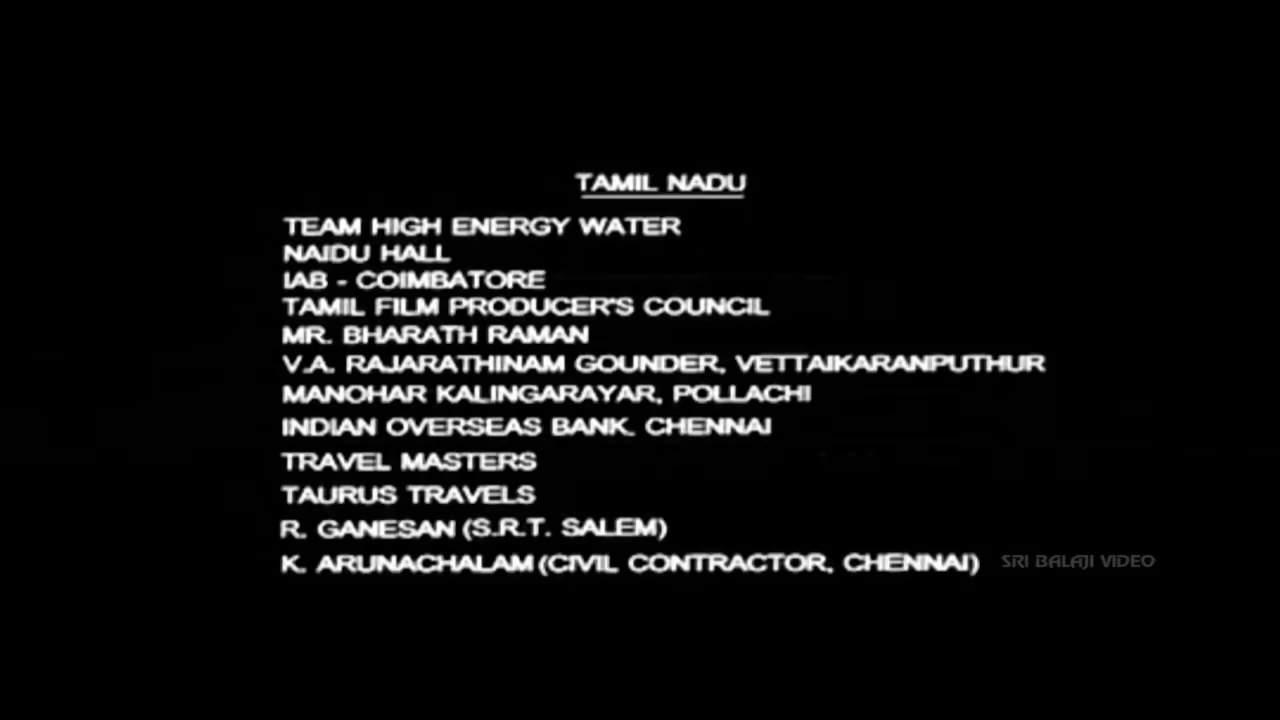 TAMIL NADU
TEAM HIGH ENERGY WATER
NAIDU HALL
IAB - COIMBATORE
TAMIL FILM PRODUCER'S COUNCIL
MR. BHARATH RAMAN
V.A. RAJARATHINAM GOUNDER, VETTAIKARANPUTHUR
MANOHAR KALINGARAYAR, POLLACHI
INDIAN OVERSEAS BANK. CHENNAI
TRAVEL MASTERS
TAURUS TRAVELS
R. GANESAN (S.R.T. SALEM)
K. ARUNACHALAM (CIVIL CONTRACTOR, CHENNAI)
SRI BALAJI VIDEO